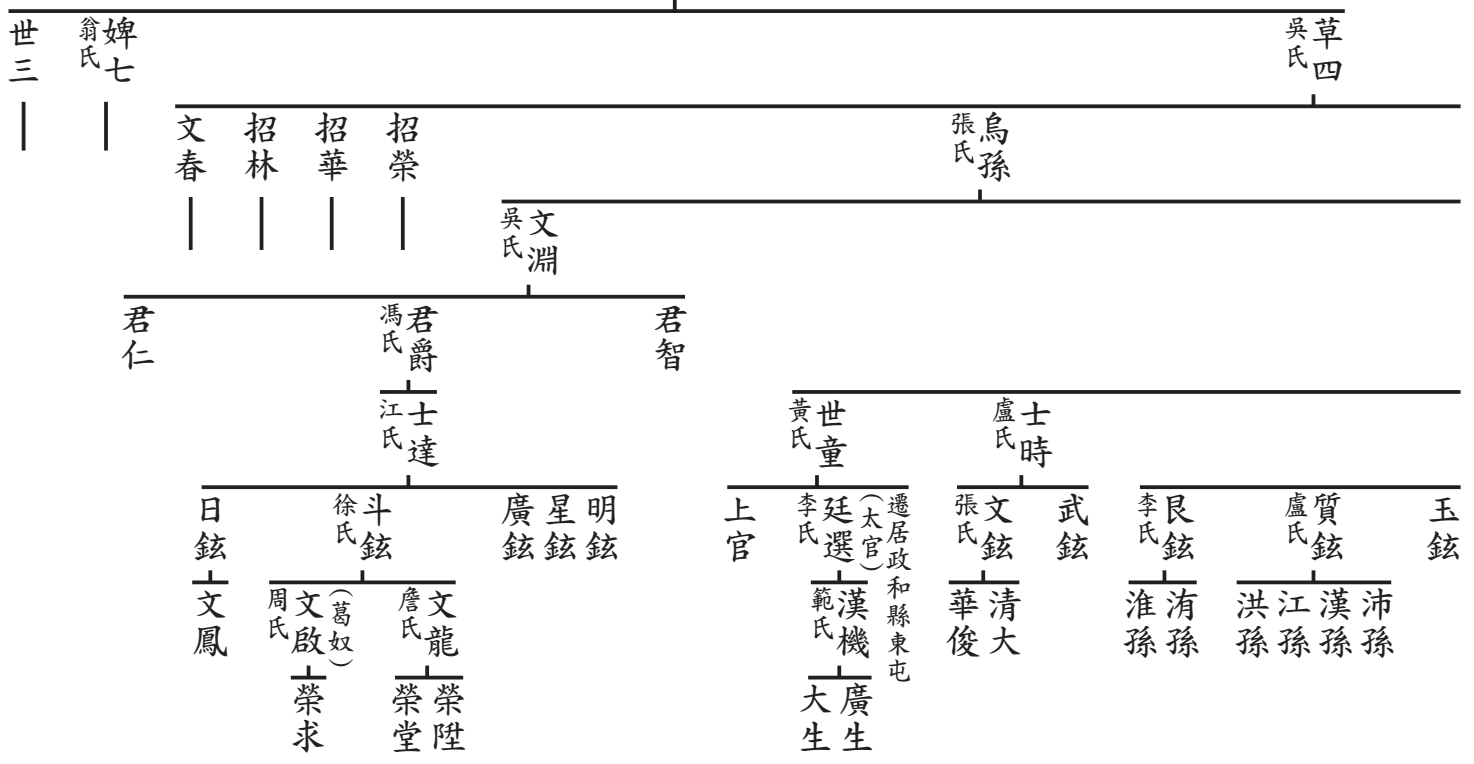 草四
吳氏
婢七
翁氏
世三
烏孫
張氏
招榮
招華
招林
文春
文淵
吳氏
君智
君爵
馮氏
君仁
士時
盧氏
世童
黃氏
士達
江氏
玉鉉
質鉉
盧氏
艮鉉
李氏
武鉉
文鉉
張氏
遷居政和縣東屯
(太官)
廷選
李氏
上官
明鉉
星鉉
廣鉉
斗鉉
徐氏
日鉉
沛孫
漢孫
江孫
洪孫
洧孫
淮孫
清大
華俊
漢機
範氏
文龍
詹氏
(葛奴)
文啟
周氏
文鳳
廣生
大生
榮陞
榮堂
榮求